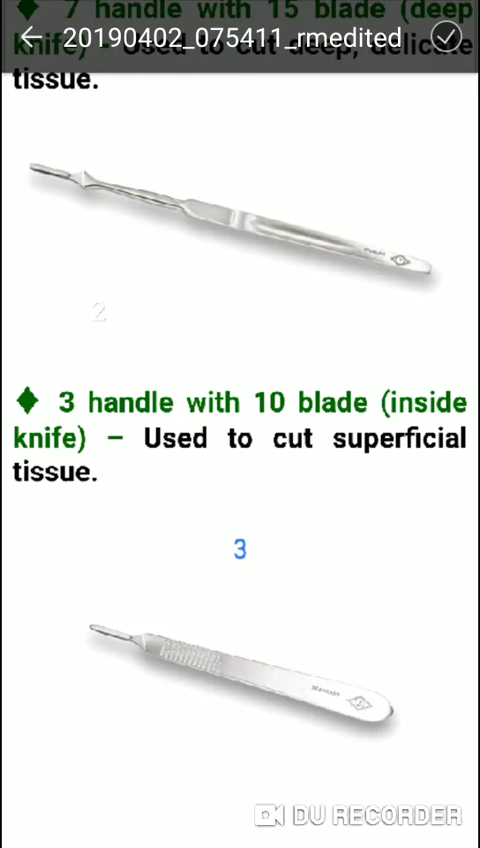 ♦ 7 handle with 15 blade (deep
← 20190402_075411_rmedited
knife) – Used to cut deep, delicate
tissue.
2
♦ 3 handle with 10 blade (inside
knife) – Used to cut superficial
tissue.
3
STAINLESS
DU RECORDER